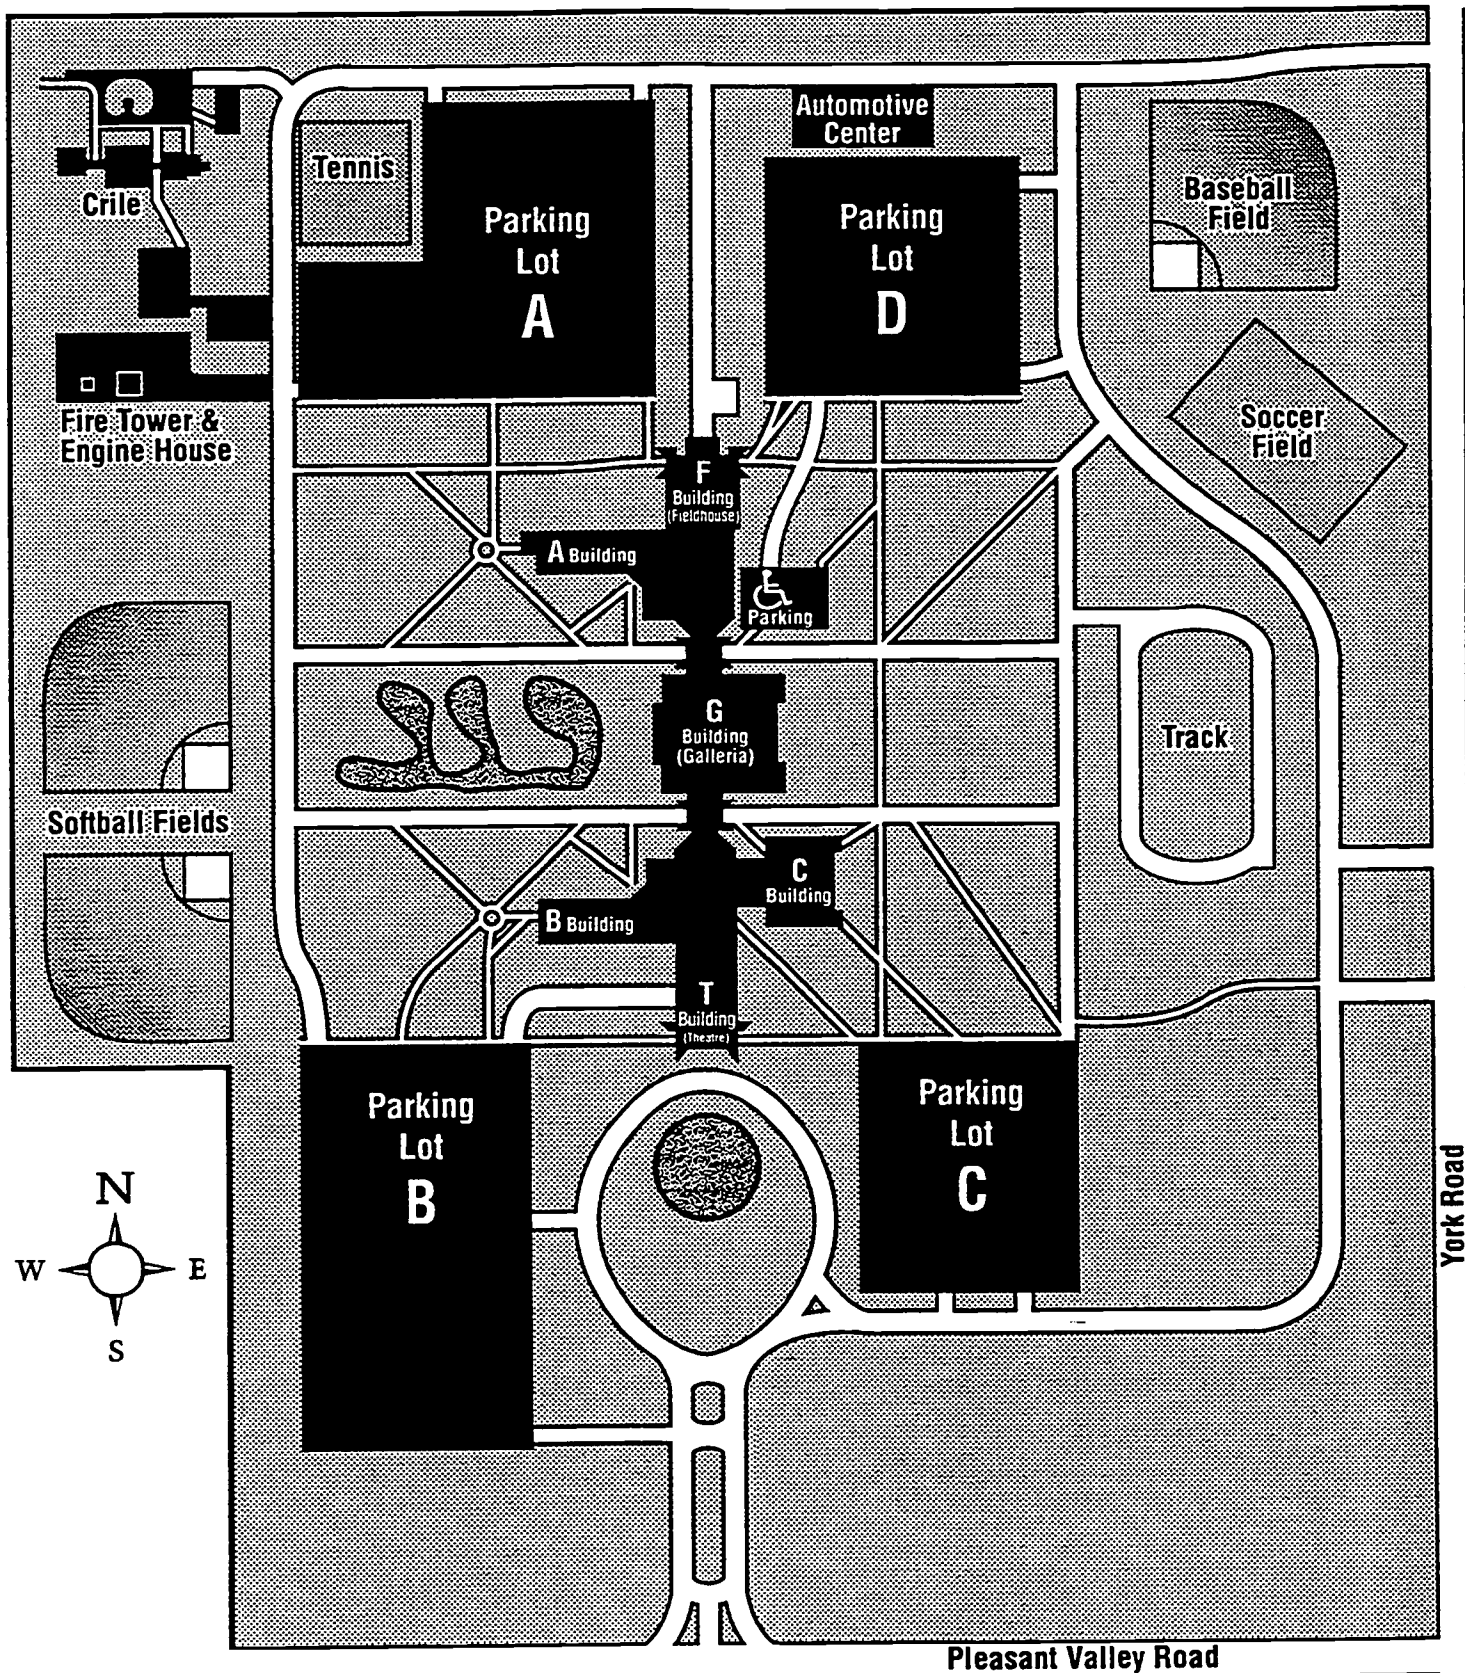 Automotive
Center
Tennis
Crile
Parking
Lot
A
Parking
Lot
D
Baseball
Field
Fire Tower &
Engine House
Soccer
Field
F
Building
(Fieldhouse)
A Building
Parking
G
Building
(Galleria)
Track
Softball Fields
C
Building
B Building
T
Building
(Theatre)
Parking
Lot
B
Parking
Lot
C
N
W E
S
York Road
Pleasant Valley Road